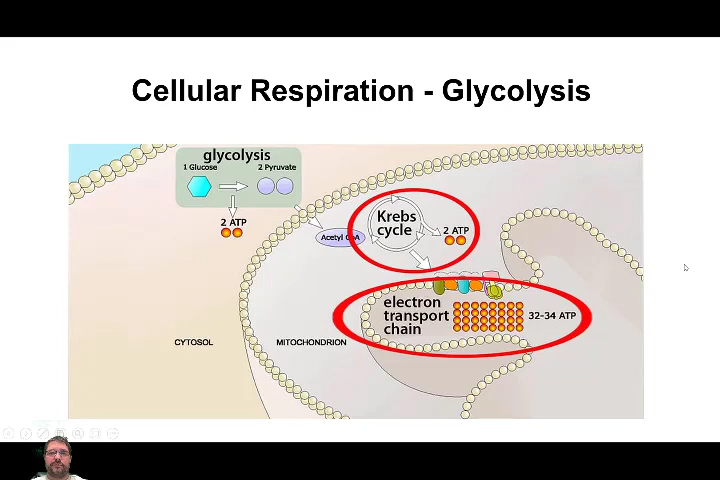 Cellular Respiration - Glycolysis
glycolysis
1 Glucose
2 Pyruvate
2 ATP
Acetyl CoA
Krebs
cycle
2 ATP
electron
transport
chain
32-34 ATP
CYTOSOL
MITOCHONDRION